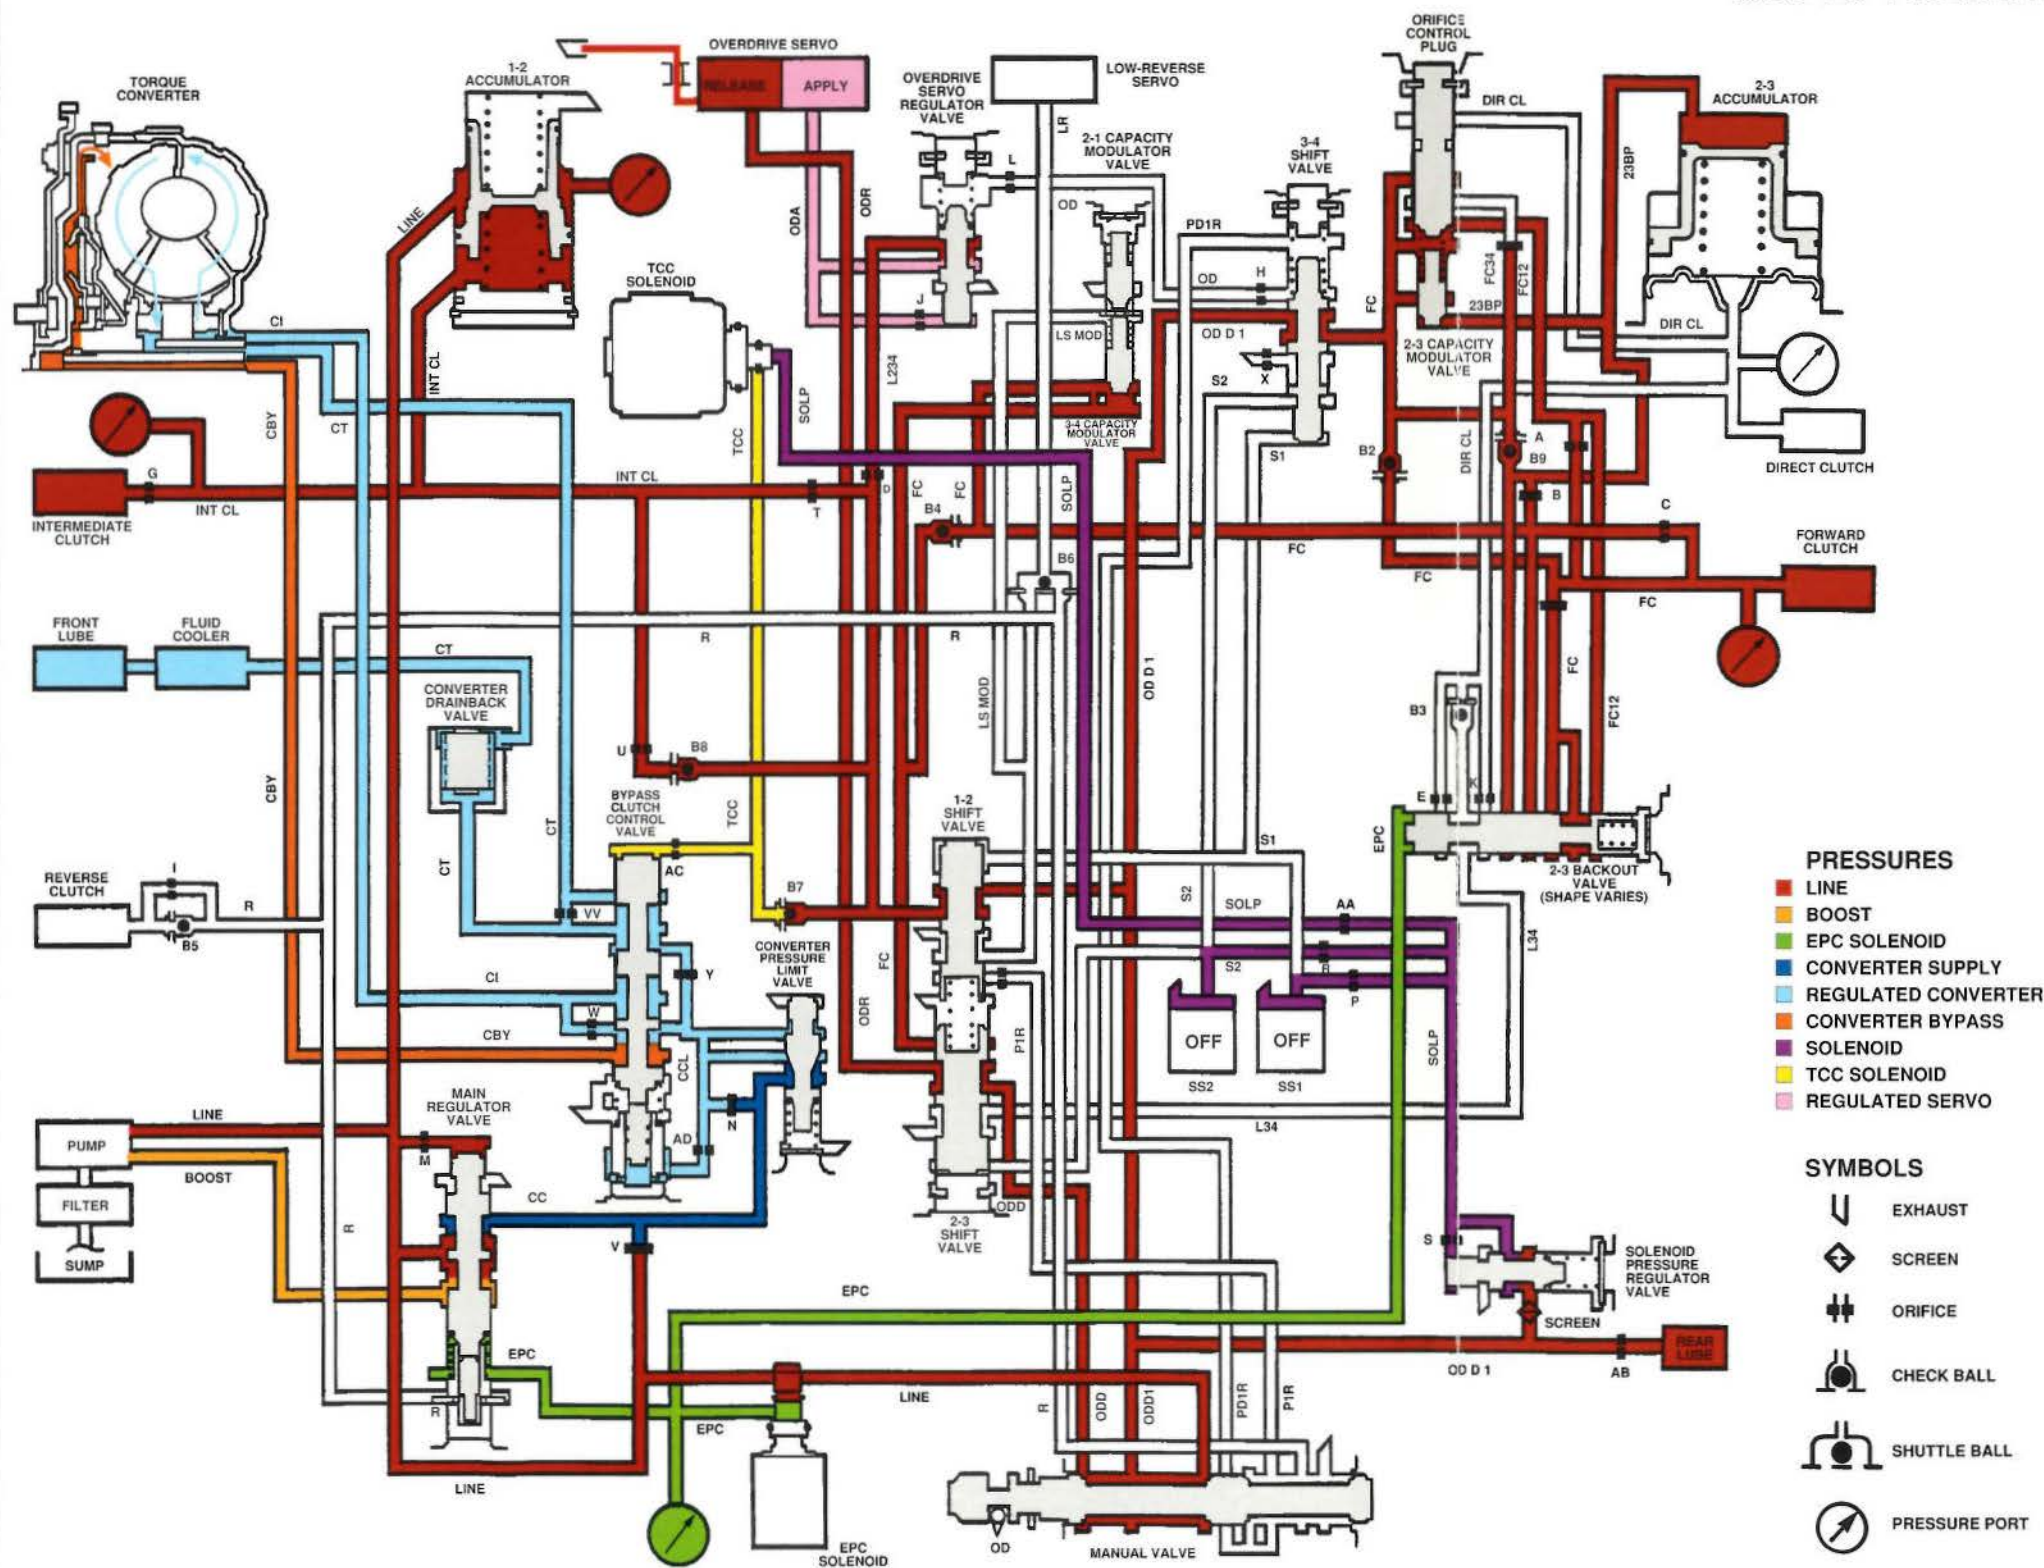 ORIFICE
CONTROL
PLUG
OVERDRIVE SERVO
RELEASE
APPLY
1-2
ACCUMULATOR
TORQUE
CONVERTER
OVERDRIVE
SERVO
REGULATOR
VALVE
LOW-REVERSE
SERVO
LR
2-1 CAPACITY
MODULATOR
VALVE
3-4
SHIFT
VALVE
DIR CL
2-3
ACCUMULATOR
23BP
LINE
ODA
ODR
L
OD
PD1R
FC
FC34
FC12
23BP
TCC
SOLENOID
J
H
OD
OD D 1
LS MOD
X
S2
S1
2-3 CAPACITY
MODULATOR
VALVE
DIR CL
CI
CT
CBY
INT CL
L234
SOLP
TCC
3-4 CAPACITY
MODULATOR
VALVE
B2
DIR CL
A
B9
B
C
DIRECT CLUTCH
G
INT CL
INTERMEDIATE
CLUTCH
INT CL
T
D
FC
FC
B4
SOLP
B6
FC
FC
FC
FORWARD
CLUTCH
FRONT
LUBE
FLUID
COOLER
CT
R
R
CONVERTER
DRAINBACK
VALVE
LS MOD
OD D 1
FC
FC12
B3
U
B8
CBY
CT
TCC
BYPASS
CLUTCH
CONTROL
VALVE
1-2
SHIFT
VALVE
E
K
EPC
CT
AC
S1
2-3 BACKOUT
VALVE
(SHAPE VARIES)
REVERSE
CLUTCH
I
B5
R
VV
B7
S2
SOLP
AA
L34
CONVERTER
PRESSURE
LIMIT
VALVE
FC
S2
R
P
CI
W
Y
CBY
CCL
ODR
P1R
OFF
OFF
SS2
SS1
SOLP
MAIN
REGULATOR
VALVE
LINE
PUMP
M
BOOST
FILTER
SUMP
AD
N
L34
CC
R
V
ODD
2-3
SHIFT
VALVE
S
SOLENOID
PRESSURE
REGULATOR
VALVE
SCREEN
EPC
EPC
R
EPC
LINE
OD D 1
AB
REAR
LUBE
LINE
R
ODD
ODD1
PD1R
P1R
EPC
SOLENOID
OD
MANUAL VALVE
PRESSURES
LINE
BOOST
EPC SOLENOID
CONVERTER SUPPLY
REGULATED CONVERTER
CONVERTER BYPASS
SOLENOID
TCC SOLENOID
REGULATED SERVO
SYMBOLS
EXHAUST
SCREEN
ORIFICE
CHECK BALL
SHUTTLE BALL
PRESSURE PORT